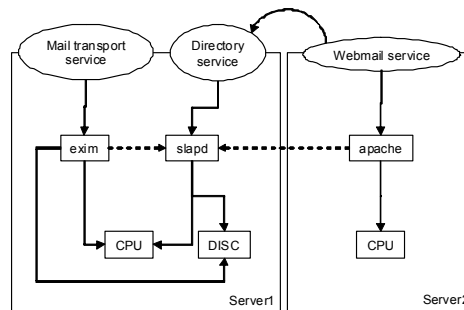 Mail transport
service
Directory
service
Webmail service
exim
slapd
apache
CPU
DISC
CPU
Server1
Server2